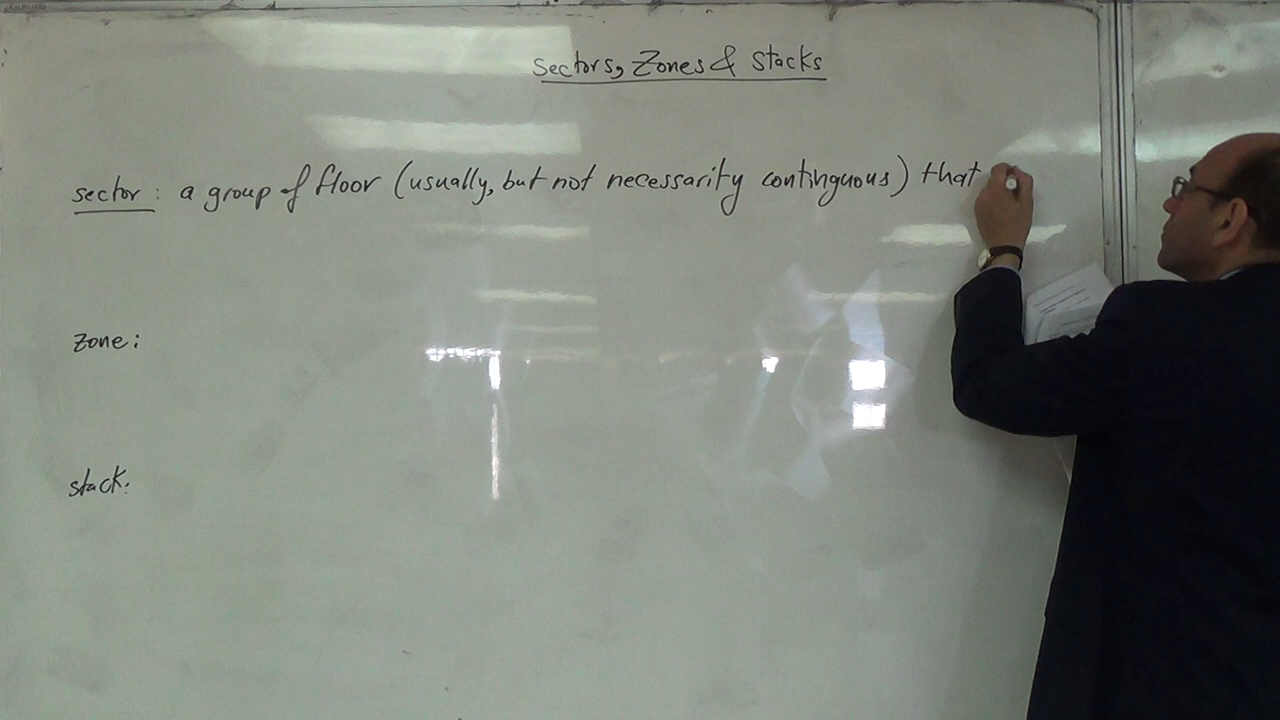 Sectors, Zones & Stacks
sector: a group of floor (usually, but not necessarity continguous) that
zone:
stack: